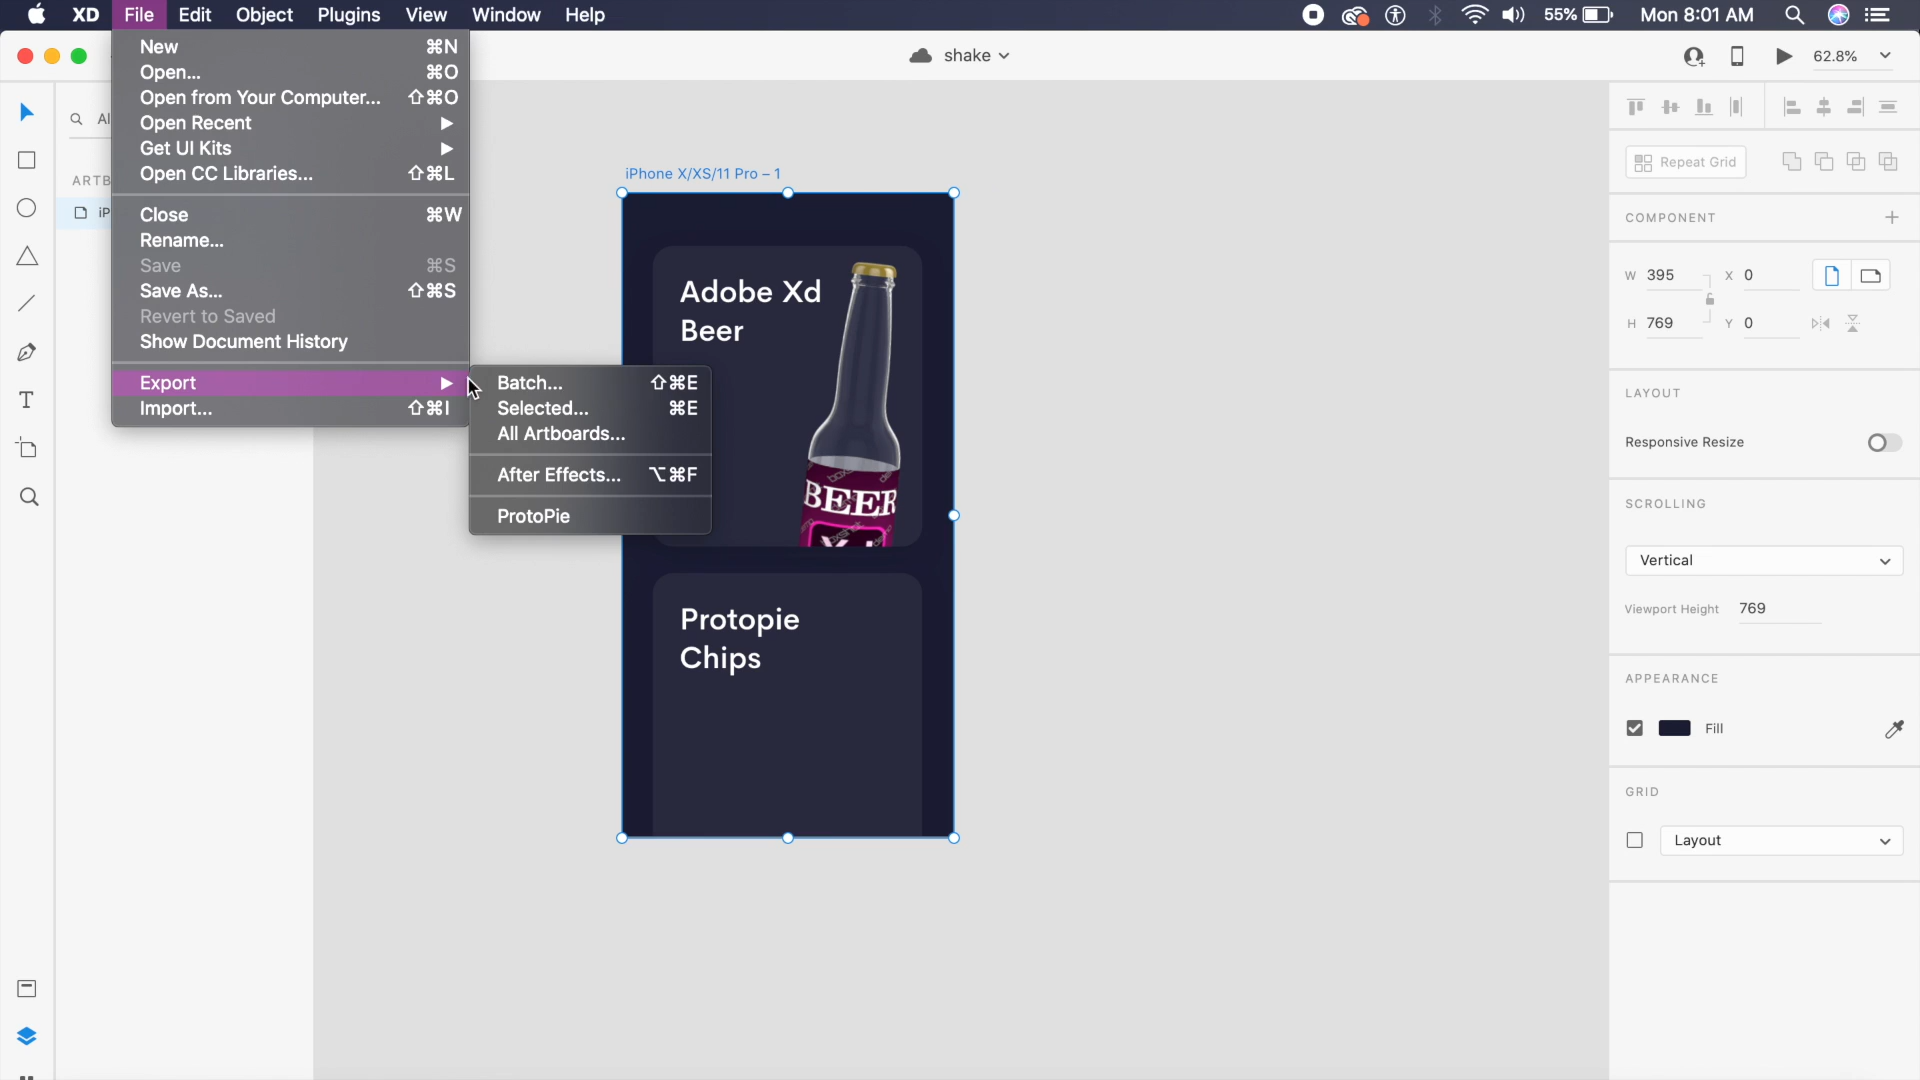 XD File Edit Object Plugins View Window Help
55% Mon 8:01 AM
shake
62.8%
New ⌘N
Open... ⌘O
Open from Your Computer... ⇧⌘O
Open Recent ▶
Get UI Kits ▶
Open CC Libraries... ⇧⌘L
Close ⌘W
Rename...
Save ⌘S
Save As... ⇧⌘S
Revert to Saved
Show Document History
Export ▶
Import... ⇧⌘I
Batch... ⇧⌘E
Selected... ⌘E
All Artboards...
After Effects... ⌥⌘F
ProtoPie
Al
ARTB
iP
T
iPhone X/XS/11 Pro – 1
Adobe Xd
Beer
BEER
Xd
Protopie
Chips
Repeat Grid
COMPONENT
W 395 X 0
H 769 Y 0
LAYOUT
Responsive Resize
SCROLLING
Vertical
Viewport Height 769
APPEARANCE
Fill
GRID
Layout